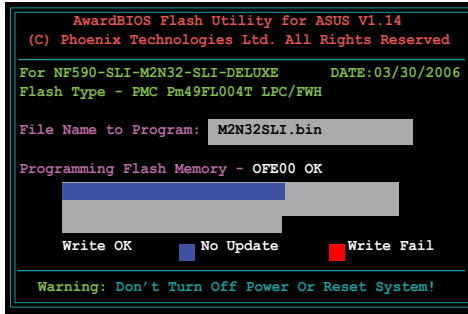 AwardBIOS Flash Utility for ASUS V1.14
(C) Phoenix Technologies Ltd. All Rights Reserved
For NF590-SLI-M2N32-SLI-DELUXE DATE:03/30/2006
Flash Type - PMC Pm49FL004T LPC/FWH
File Name to Program: M2N32SLI.bin
Programming Flash Memory - OFE00 OK
Write OK No Update Write Fail
Warning: Don't Turn Off Power Or Reset System!